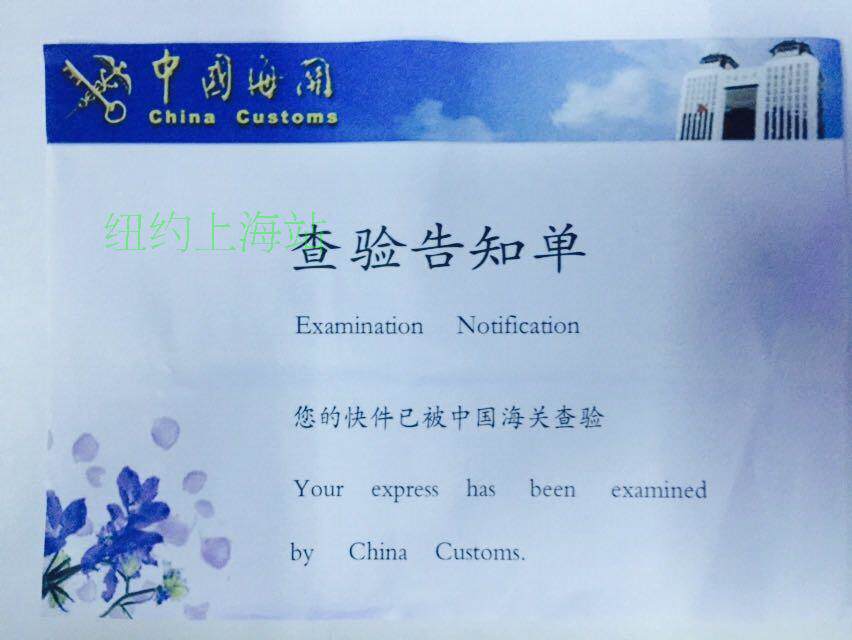 中国海关
China Customs
纽约上海站
查验告知单
Examination Notification
您的快件已被中国海关查验
Your express has been examined
by China Customs.